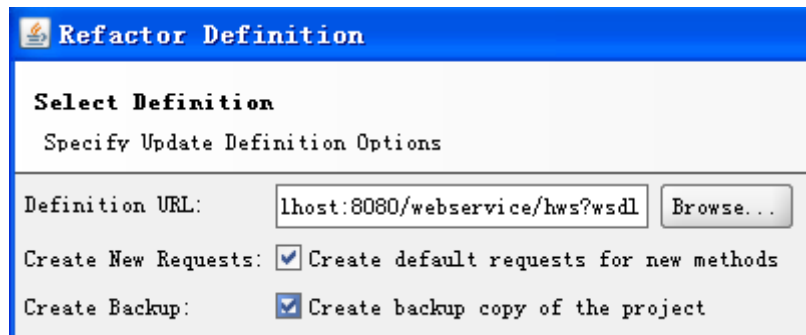 Refactor Definition
Select Definition
Specify Update Definition Options
Definition URL: lhost:8080/webservice/hws?wsdl Browse...
Create New Requests: Create default requests for new methods
Create Backup: Create backup copy of the project